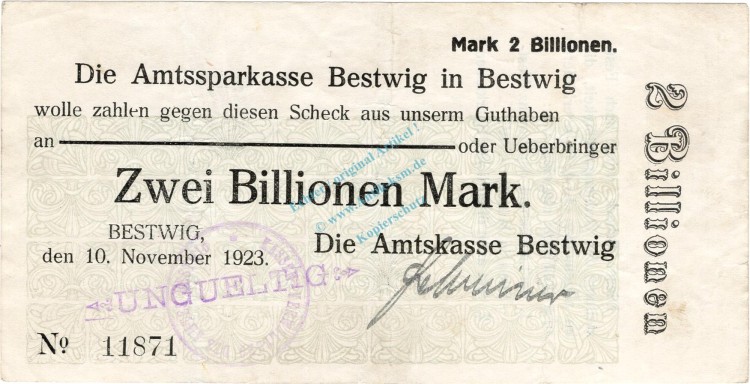 Mark 2 Billionen.
Die Amtssparkasse Bestwig in Bestwig
wolle zahlen gegen diesen Scheck aus unserm Guthaben
an oder Ueberbringer
Zwei Billionen Mark.
BESTWIG,
den 10. November 1923.
Die Amtskasse Bestwig
UNGUELTIG
No 11871
2 Billionen